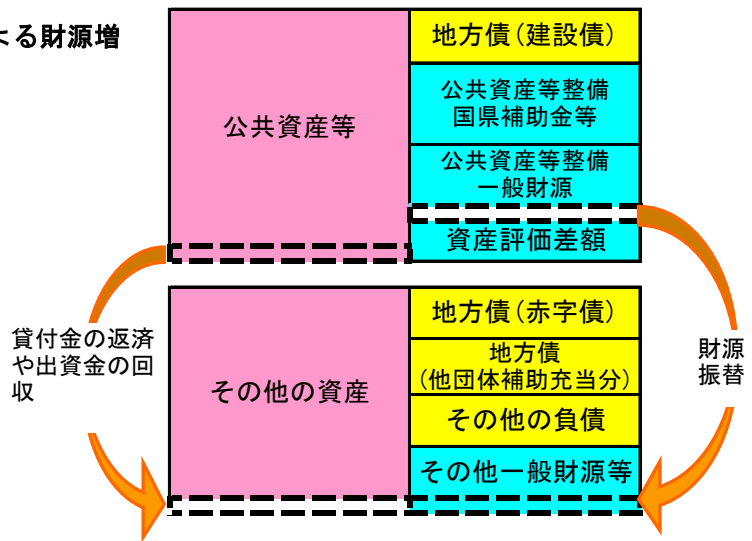 よる財源増
公共資産等
地方債(建設債)
公共資産等整備
国県補助金等
公共資産等整備
一般財源
資産評価差額
貸付金の返済
や出資金の回
収
財源
振替
その他の資産
地方債(赤字債)
地方債
(他団体補助充当分)
その他の負債
その他一般財源等